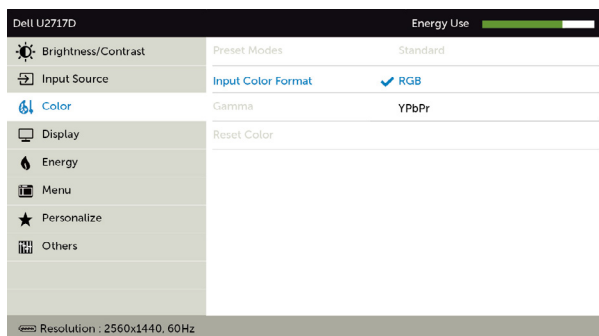 Dell U2717D Energy Use
Brightness/Contrast Preset Modes Standard
Input Source Input Color Format RGB
Color Gamma YPbPr
Display Reset Color
Energy
Menu
Personalize
Others
Resolution : 2560x1440, 60Hz